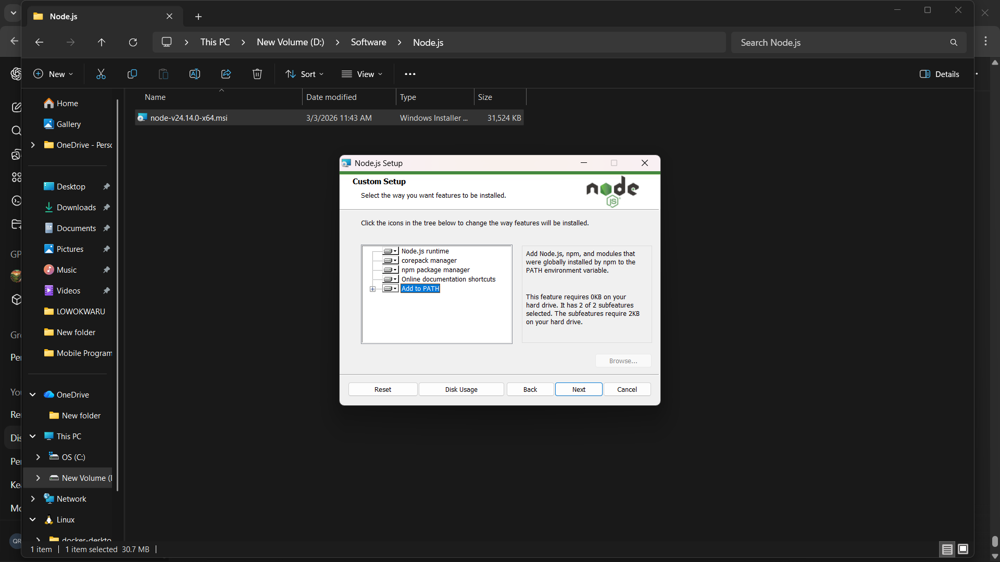 Node.js
This PC
New Volume (D:)
Software
Node.js
Search Node.js
New
Sort
View
Details
Name
Date modified
Type
Size
node-v24.14.0-x64.msi
3/3/2026 11:43 AM
Windows Installer ...
31,524 KB
Home
Gallery
OneDrive - Perso
Desktop
Downloads
Documents
Pictures
Music
Videos
LOWOKWARU
New folder
Mobile Program
OneDrive
New folder
This PC
OS (C:)
New Volume (
Network
Linux
docker-deskto
1 item
1 item selected 30.7 MB
GP
Gro
Pe
You
Re
Dis
Pe
Ke
Mo
QR
Node.js Setup
Custom Setup
Select the way you want features to be installed.
node
JS
Click the icons in the tree below to change the way features will be installed.
Node.js runtime
corepack manager
npm package manager
Online documentation shortcuts
Add to PATH
Add Node.js, npm, and modules that
were globally installed by npm to the
PATH environment variable.
This feature requires 0KB on your
hard drive. It has 2 of 2 subfeatures
selected. The subfeatures require 2KB
on your hard drive.
Browse...
Reset
Disk Usage
Back
Next
Cancel